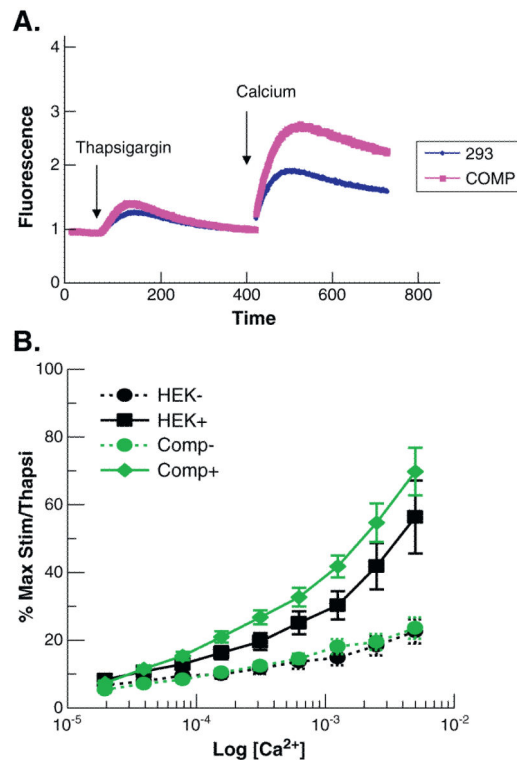 A.
4
3
2
1
0
Fluorescence
Thapsigargin
Calcium
293
COMP
0
200
400
600
800
Time
B.
100
80
60
40
20
0
% Max Stim/Thapsi
HEK-
HEK+
Comp-
Comp+
10-5
10-4
10-3
10-2
Log [Ca2+]